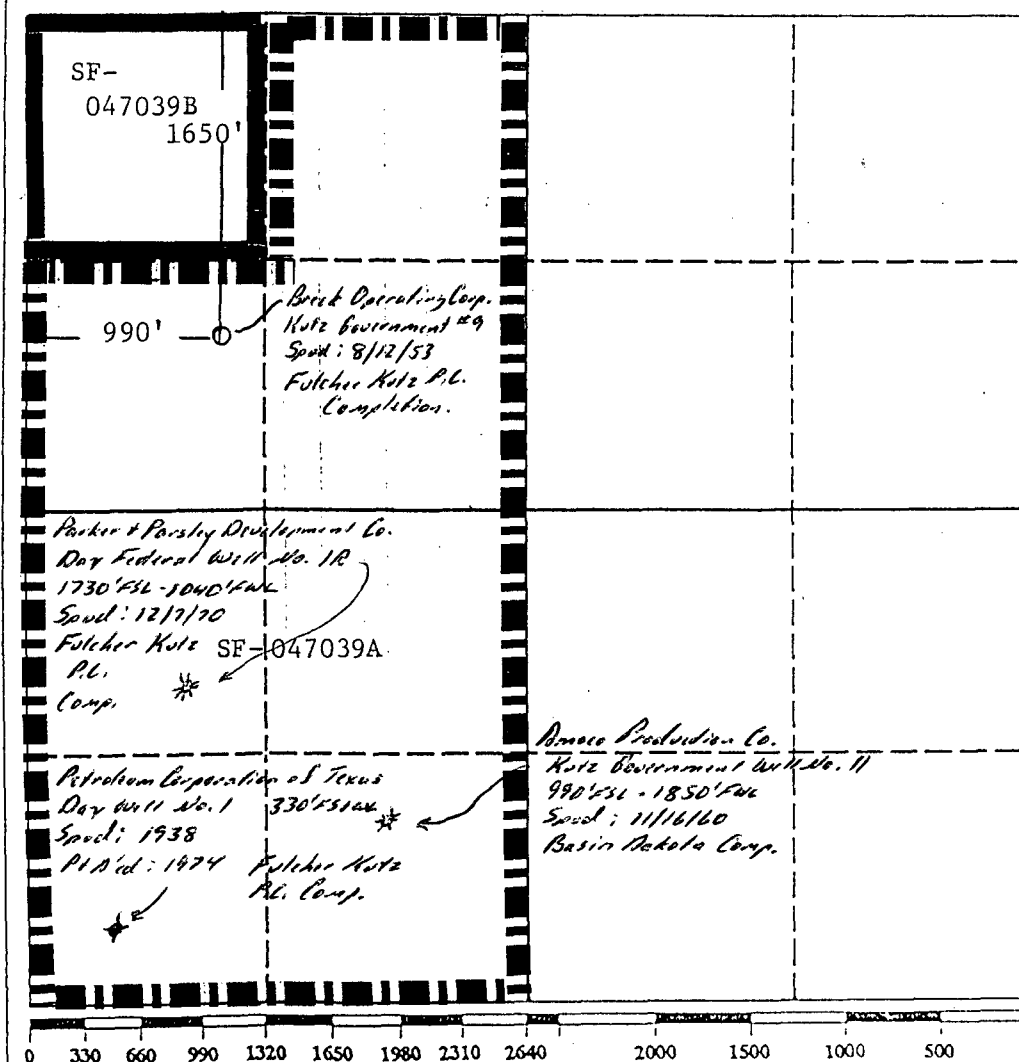 SF-
047039B
1650'
990'
Breck Operating Corp.
Kutz Government #9
Spud: 8/12/53
Fulcher Kutz P.C.
Completion.
Parker & Parsley Development Co.
Day Federal Well No. 1R
1730'FSL - 1040'FWL
Spud: 12/7/70
Fulcher Kutz
P.C.
Comp.
SF-047039A
Petroleum Corporation of Texas
Day Well No. 1 330'FS&WL
Spud: 1938
P&A'ed: 1974
Fulcher Kutz
P.C. Comp.
Amoco Production Co.
Kutz Government Well No. 11
990'FSL - 1850'FWL
Spud: 11/16/60
Basin Dakota Comp.
0 330 660 990 1320 1650 1980 2310 2640 2000 1500 1000 500